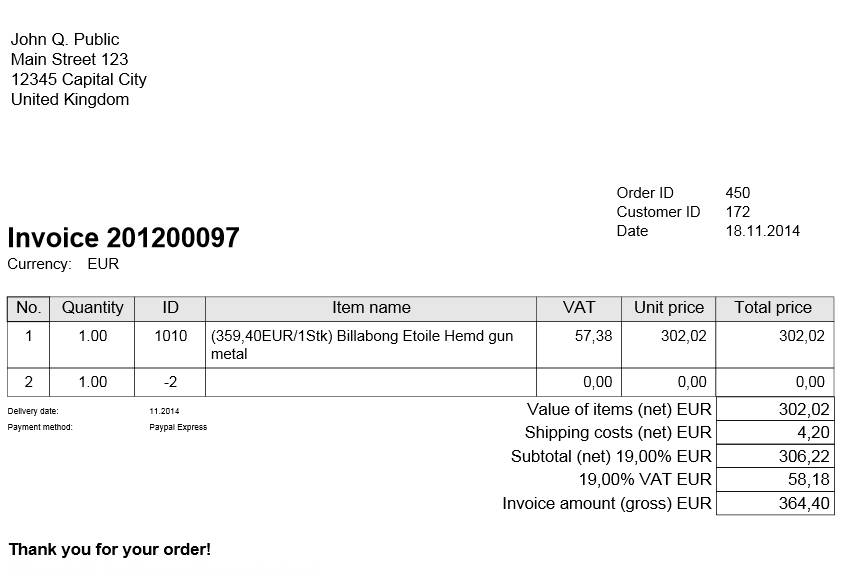 John Q. Public
Main Street 123
12345 Capital City
United Kingdom
Order ID 450
Customer ID 172
Date 18.11.2014
Invoice 201200097
Currency: EUR
No. Quantity ID Item name VAT Unit price Total price
1 1.00 1010 (359,40EUR/1Stk) Billabong Etoile Hemd gun metal 57,38 302,02 302,02
2 1.00 -2 0,00 0,00 0,00
Delivery date: 11.2014
Payment method: Paypal Express
Value of items (net) EUR 302,02
Shipping costs (net) EUR 4,20
Subtotal (net) 19,00% EUR 306,22
19,00% VAT EUR 58,18
Invoice amount (gross) EUR 364,40
Thank you for your order!